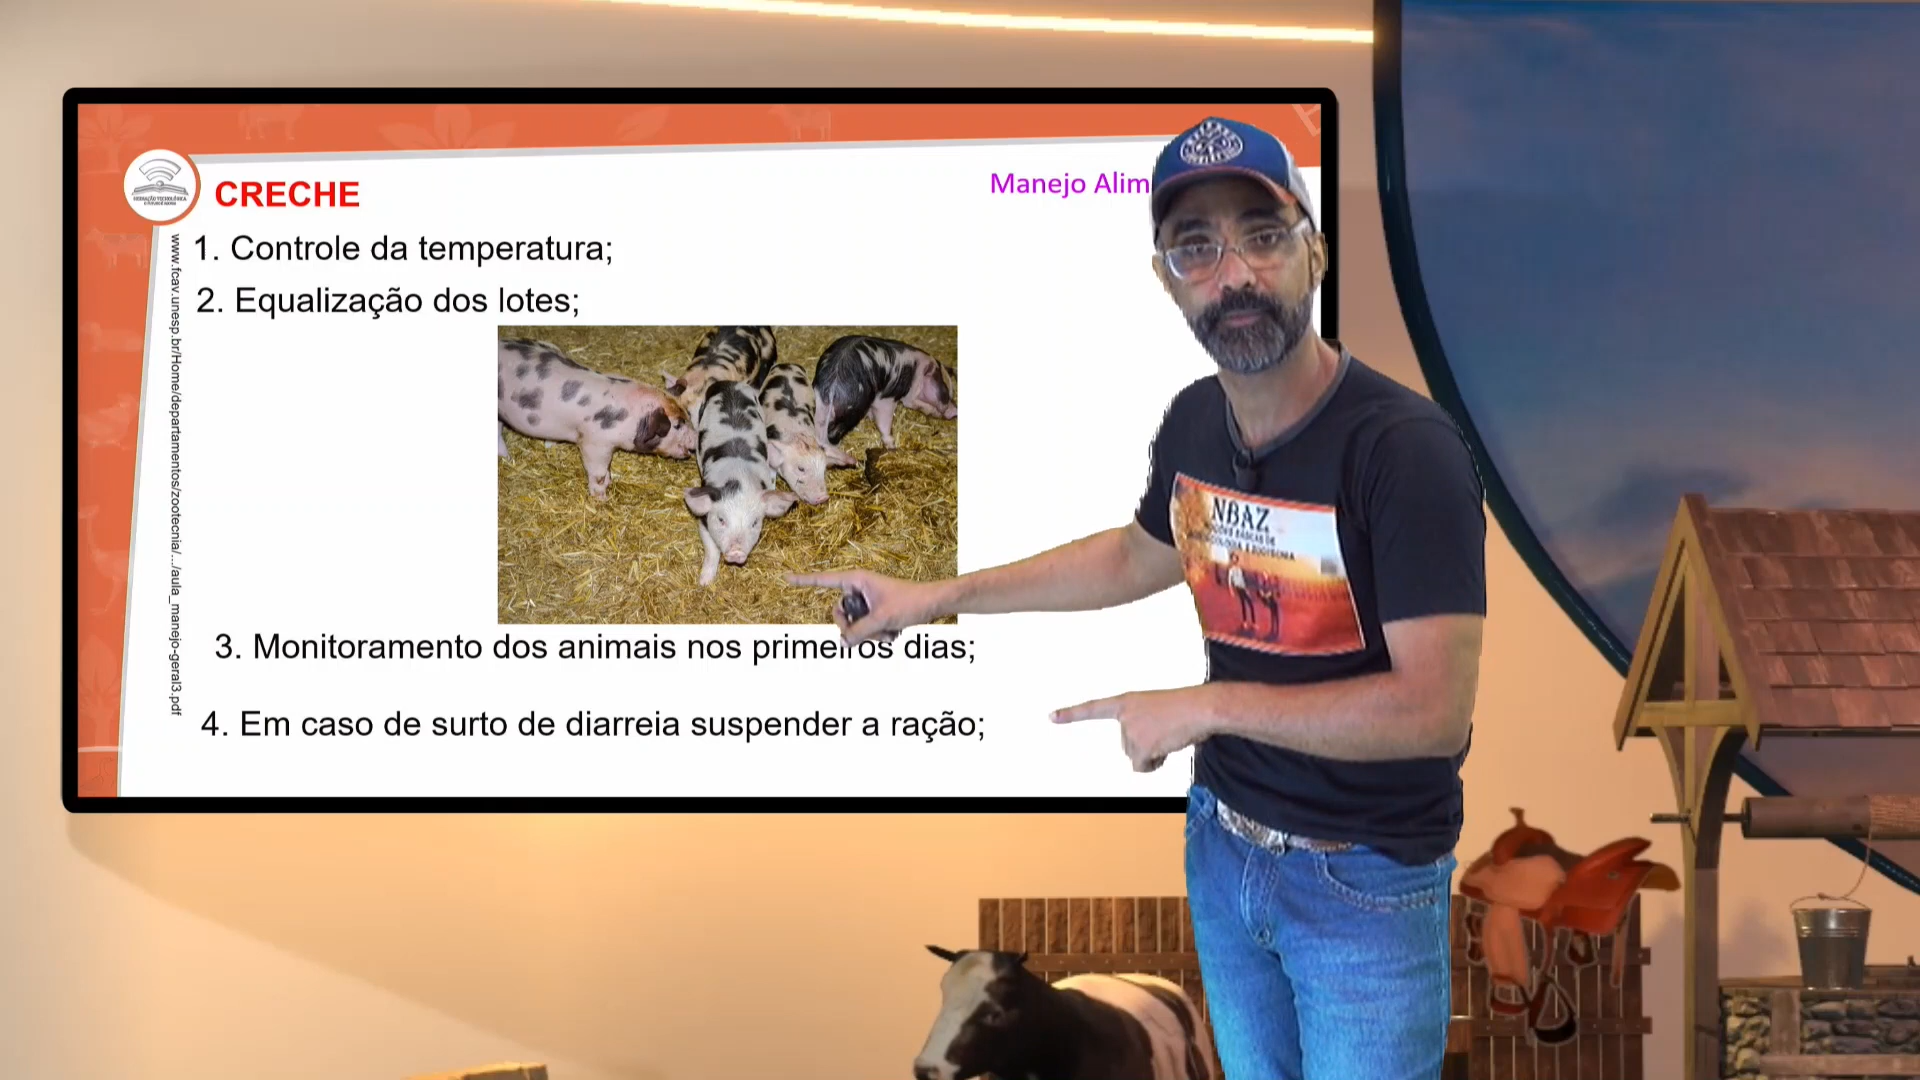 CRECHE
Manejo Alim
1. Controle da temperatura;
2. Equalização dos lotes;
3. Monitoramento dos animais nos primeiros dias;
4. Em caso de surto de diarreia suspender a ração;
www.fcav.unesp.br/Home/departamentos/zootecnia/.../aula_manejo-geral3.pdf
NBAZ